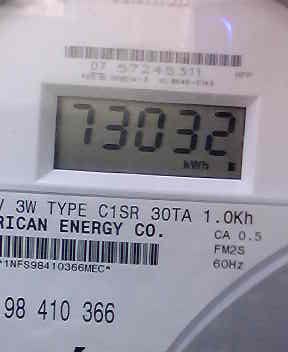 07 57245311
73032
kWh
V 3W TYPE C1SR 30TA 1.0Kh
RICAN ENERGY CO. CA 0.5
FM2S
*1NFS98410366MEC* 60Hz
98 410 366